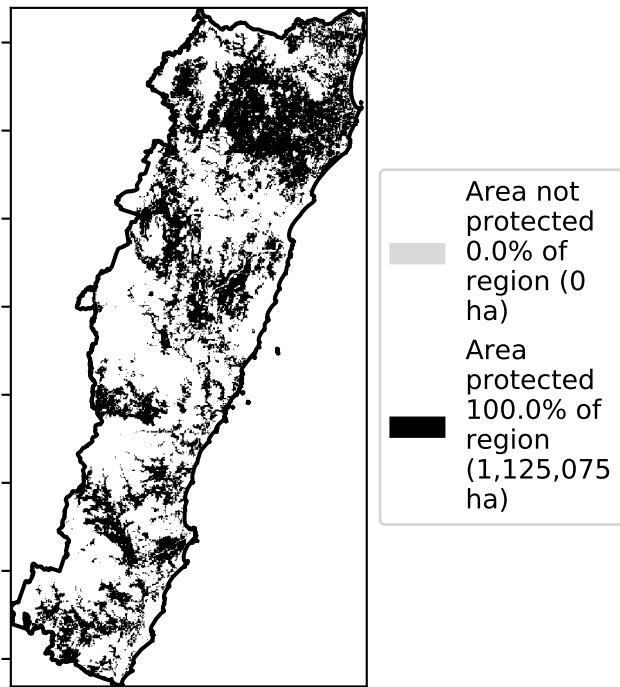 Area not
protected
0.0% of
region (0
ha)
Area
protected
100.0% of
region
(1,125,075
ha)